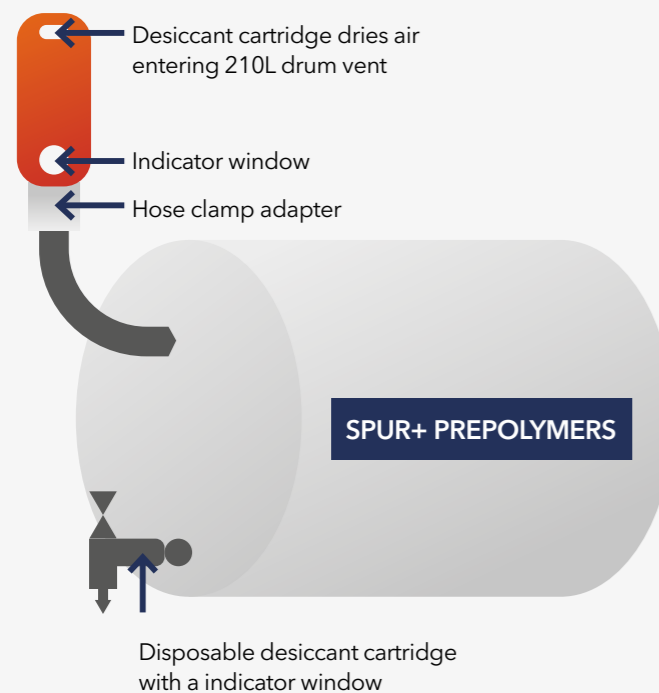 Desiccant cartridge dries air
entering 210L drum vent
Indicator window
Hose clamp adapter
SPUR+ PREPOLYMERS
Disposable desiccant cartridge
with a indicator window